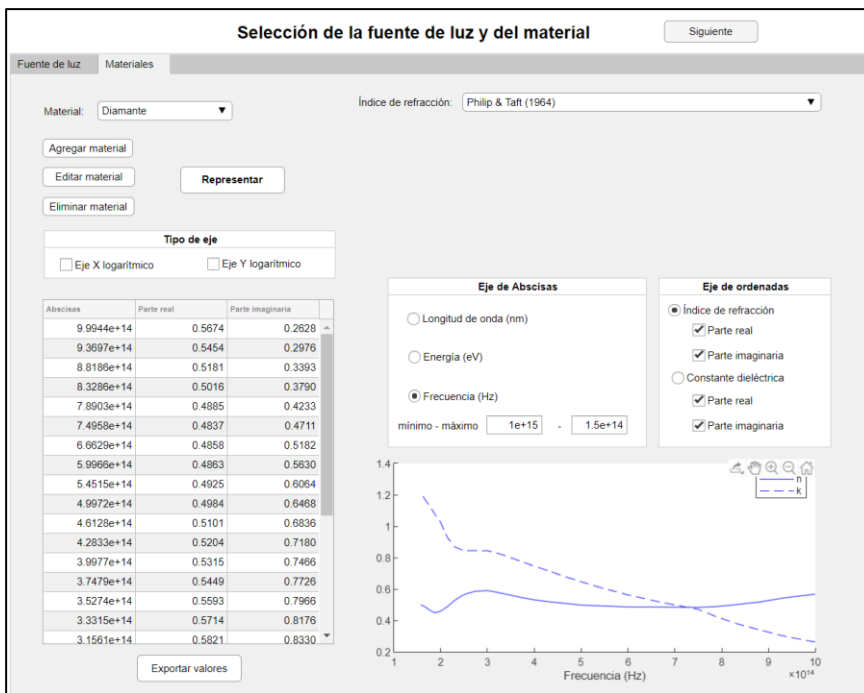 Selección de la fuente de luz y del material
Siguiente
Fuente de luz
Materiales
Material:
Diamante
Índice de refracción:
Philip & Taft (1964)
Agregar material
Editar material
Representar
Eliminar material
Tipo de eje
Eje X logarítmico
Eje Y logarítmico
Abscisas Parte real Parte imaginaria
9.9944e+14 0.5674 0.2628
9.3697e+14 0.5454 0.2976
8.8186e+14 0.5181 0.3393
8.3286e+14 0.5016 0.3790
7.8903e+14 0.4885 0.4233
7.4958e+14 0.4837 0.4711
6.6629e+14 0.4858 0.5182
5.9966e+14 0.4863 0.5630
5.4515e+14 0.4925 0.6064
4.9972e+14 0.4984 0.6468
4.6128e+14 0.5101 0.6836
4.2833e+14 0.5204 0.7180
3.9977e+14 0.5315 0.7466
3.7479e+14 0.5449 0.7726
3.5274e+14 0.5593 0.7966
3.3315e+14 0.5714 0.8176
3.1561e+14 0.5821 0.8330
Exportar valores
Eje de Abscisas
Longitud de onda (nm)
Energía (eV)
Frecuencia (Hz)
mínimo - máximo 1e+15 - 1.5e+14
Eje de ordenadas
Índice de refracción
Parte real
Parte imaginaria
Constante dieléctrica
Parte real
Parte imaginaria
1.4
1.2
1
0.8
0.6
0.4
0.2
n
k
1 2 3 4 5 6 7 8 9 10
Frecuencia (Hz)
×10^14